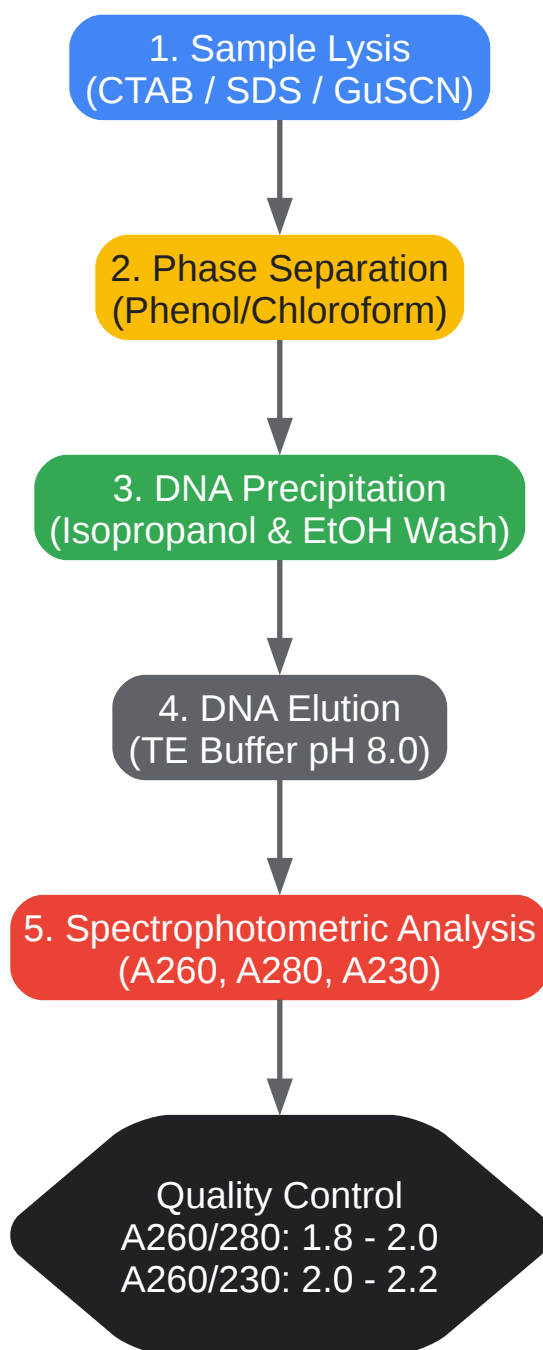 1. Sample Lysis
(CTAB / SDS / GuSCN)
2. Phase Separation
(Phenol/Chloroform)
3. DNA Precipitation
(Isopropanol & EtOH Wash)
4. DNA Elution
(TE Buffer pH 8.0)
5. Spectrophotometric Analysis
(A260, A280, A230)
Quality Control
A260/280: 1.8 - 2.0
A260/230: 2.0 - 2.2